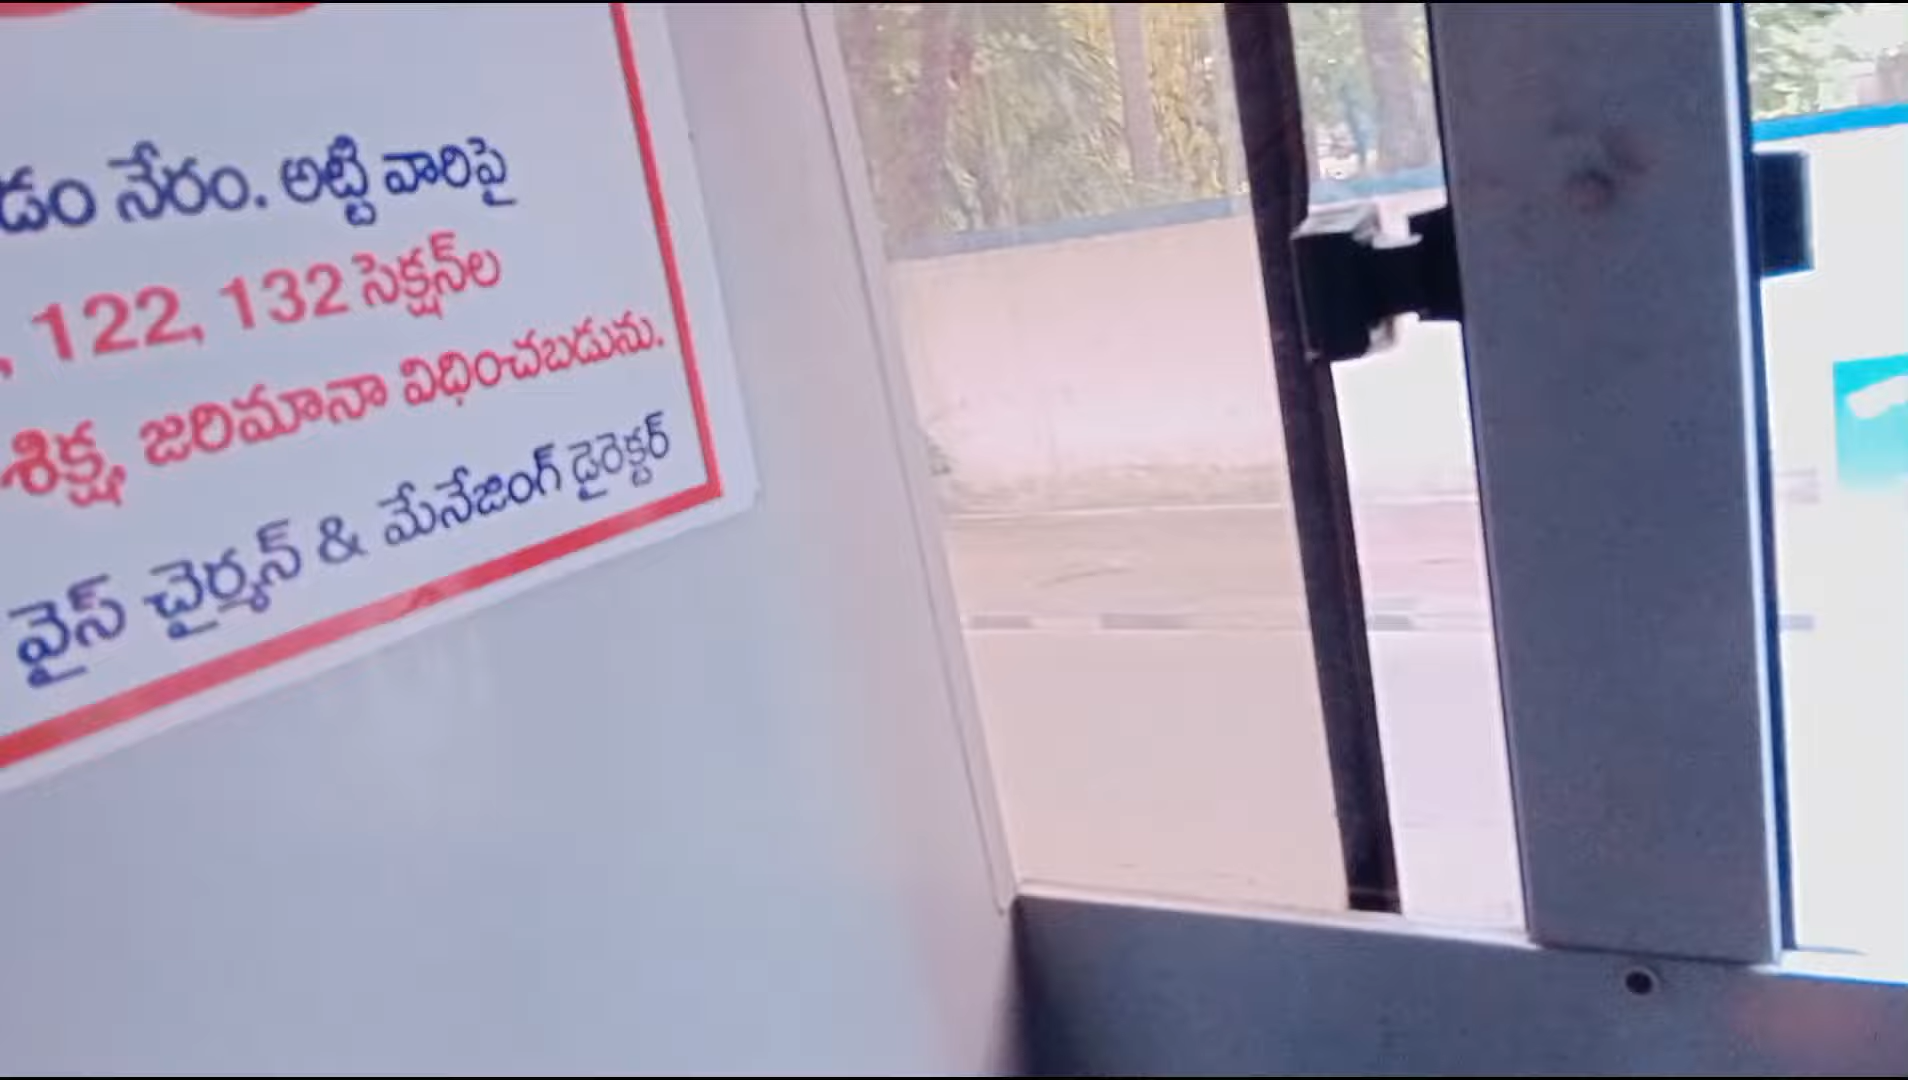 డం నేరం. అట్టి వారిపై
, 122, 132 సెక్షన్‌ల
శిక్ష, జరిమానా విధించబడును.
వైస్ చైర్మన్ & మేనేజింగ్ డైరెక్టర్